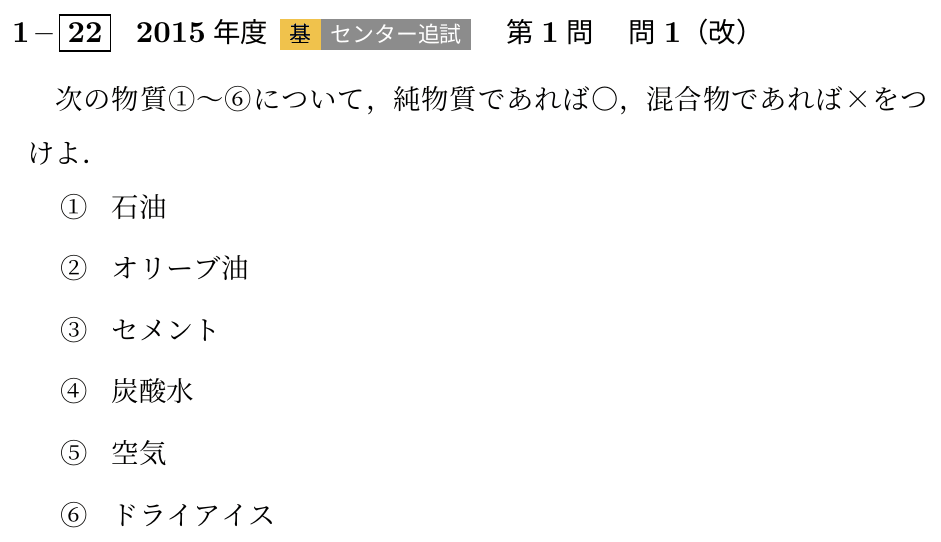 1-22 2015年度 基 センター追試 第1問 問1（改）
次の物質①〜⑥について，純物質であれば○，混合物であれば×をつ
けよ．
① 石油
② オリーブ油
③ セメント
④ 炭酸水
⑤ 空気
⑥ ドライアイス